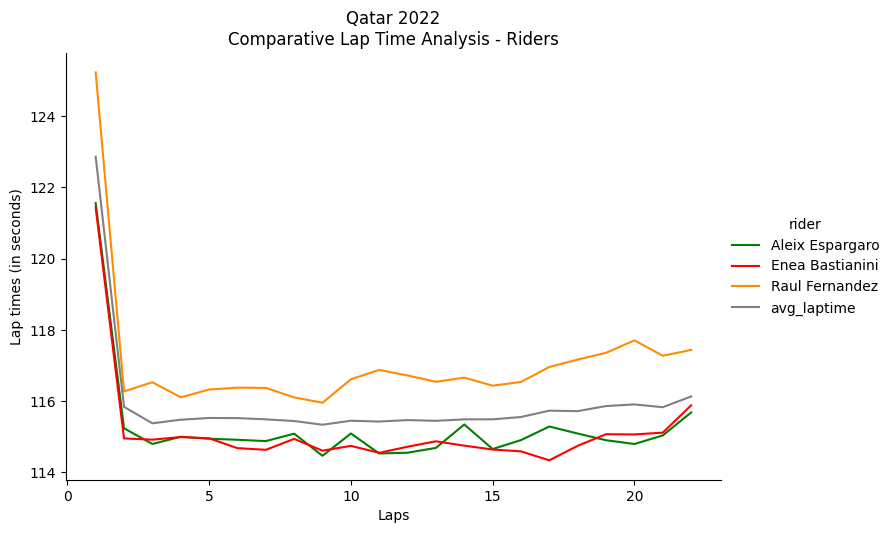 Qatar 2022
Comparative Lap Time Analysis - Riders
Lap times (in seconds)
124
122
120
118
116
114
0
5
10
15
20
Laps
rider
Aleix Espargaro
Enea Bastianini
Raul Fernandez
avg_laptime